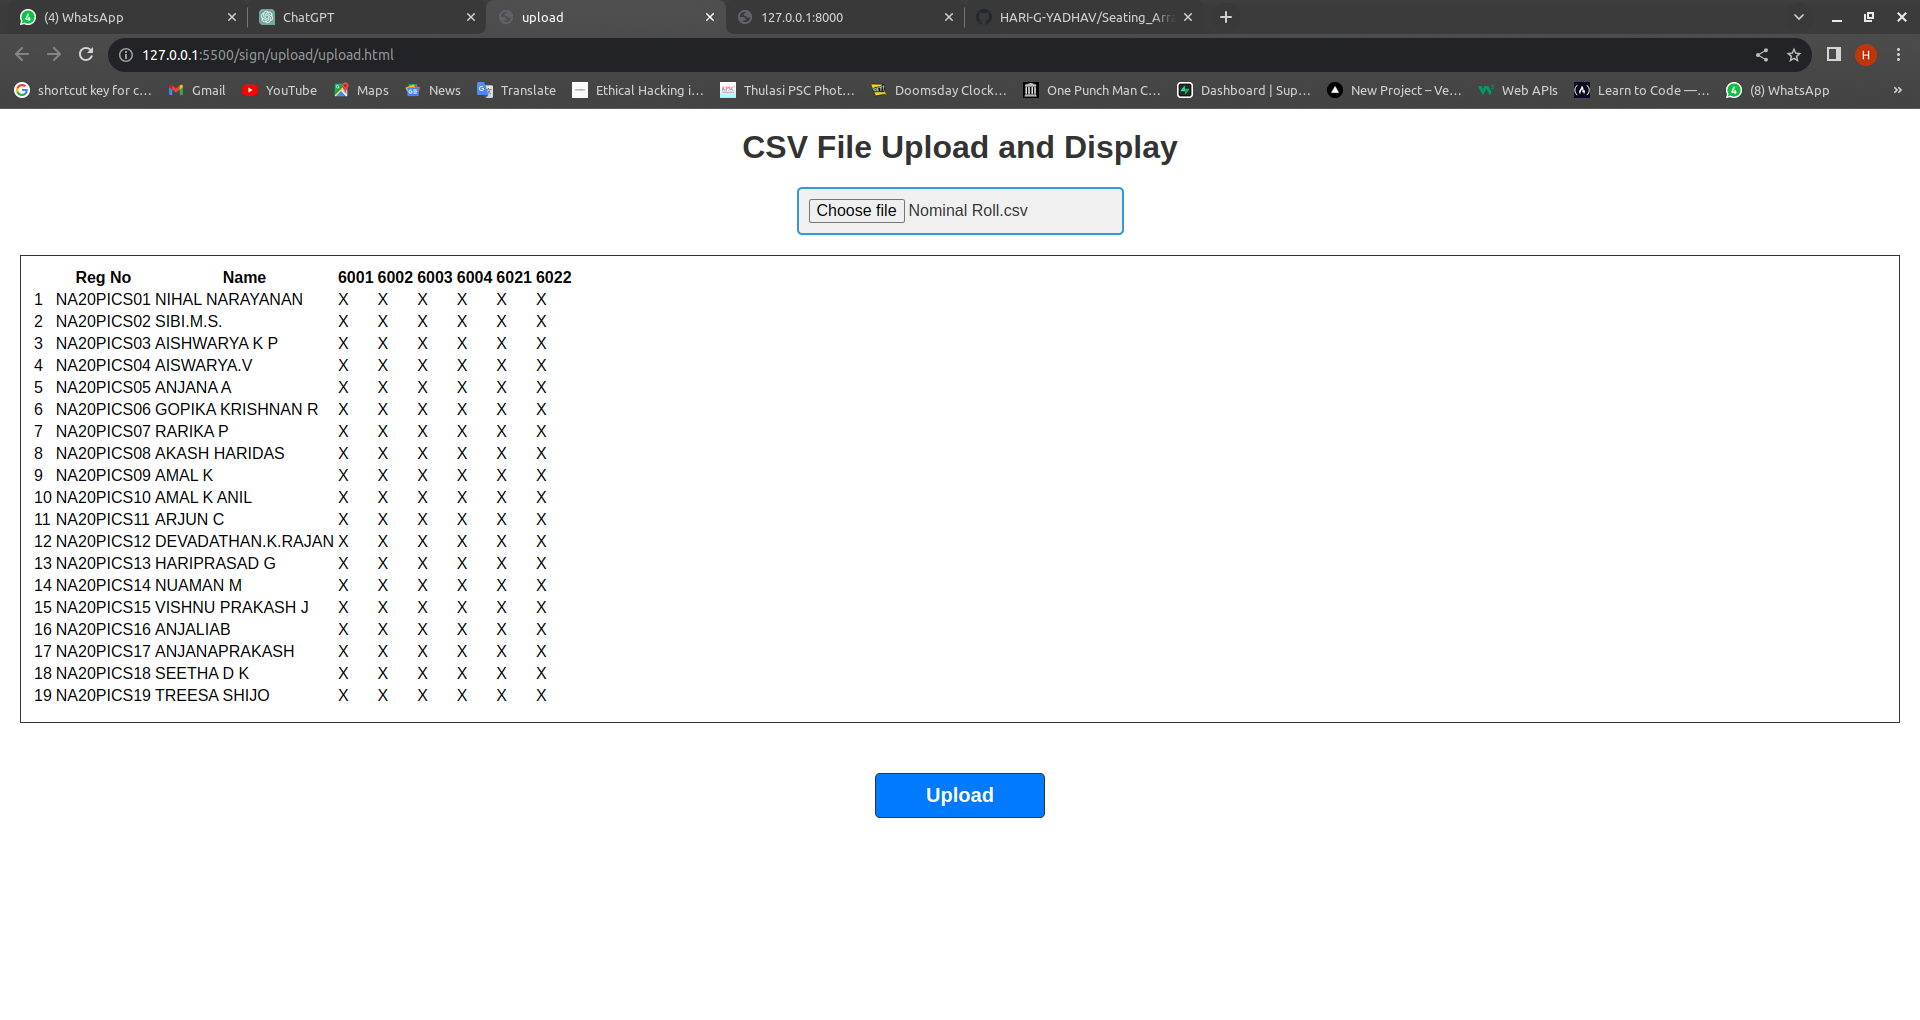 (4) WhatsApp
ChatGPT
upload
127.0.0.1:8000
HARI-G-YADHAV/Seating_Arr
127.0.0.1:5500/sign/upload/upload.html
H
shortcut key for c...
Gmail
YouTube
Maps
News
Translate
Ethical Hacking i...
Thulasi PSC Phot...
Doomsday Clock...
One Punch Man C...
Dashboard | Sup...
New Project – Ve...
Web APIs
Learn to Code —...
(8) WhatsApp
CSV File Upload and Display
Choose file Nominal Roll.csv
Reg No Name 6001 6002 6003 6004 6021 6022
1 NA20PICS01 NIHAL NARAYANAN X X X X X X
2 NA20PICS02 SIBI.M.S. X X X X X X
3 NA20PICS03 AISHWARYA K P X X X X X X
4 NA20PICS04 AISWARYA.V X X X X X X
5 NA20PICS05 ANJANA A X X X X X X
6 NA20PICS06 GOPIKA KRISHNAN R X X X X X X
7 NA20PICS07 RARIKA P X X X X X X
8 NA20PICS08 AKASH HARIDAS X X X X X X
9 NA20PICS09 AMAL K X X X X X X
10 NA20PICS10 AMAL K ANIL X X X X X X
11 NA20PICS11 ARJUN C X X X X X X
12 NA20PICS12 DEVADATHAN.K.RAJAN X X X X X X
13 NA20PICS13 HARIPRASAD G X X X X X X
14 NA20PICS14 NUAMAN M X X X X X X
15 NA20PICS15 VISHNU PRAKASH J X X X X X X
16 NA20PICS16 ANJALIAB X X X X X X
17 NA20PICS17 ANJANAPRAKASH X X X X X X
18 NA20PICS18 SEETHA D K X X X X X X
19 NA20PICS19 TREESA SHIJO X X X X X X
Upload